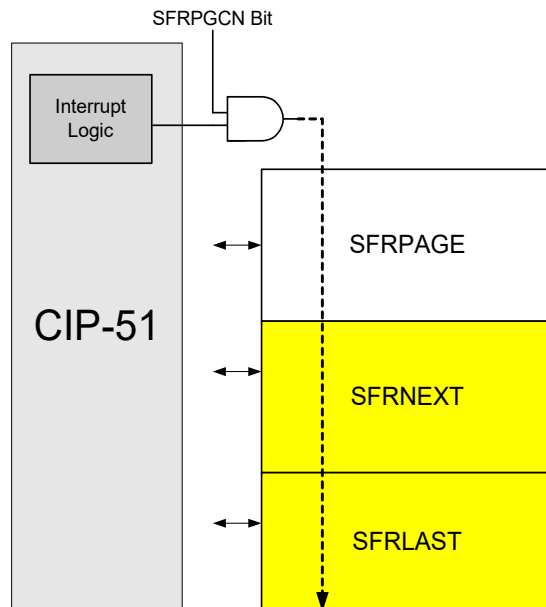 SFRPGCN Bit
Interrupt
Logic
SFRPAGE
CIP-51
SFRNEXT
SFRLAST